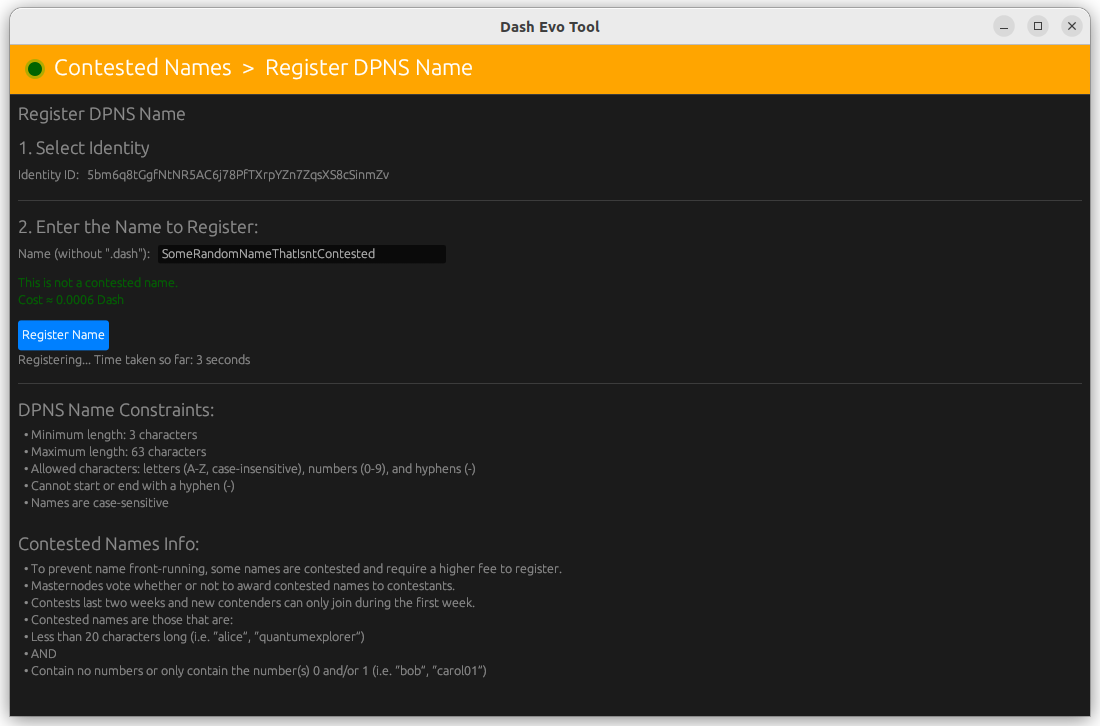 Dash Evo Tool
Contested Names > Register DPNS Name
Register DPNS Name
1. Select Identity
Identity ID: 5bm6q8tGgfNtNR5AC6j78PfTXrpYZn7ZqsXS8cSinmZv
2. Enter the Name to Register:
Name (without ".dash"): SomeRandomNameThatIsntContested
This is not a contested name.
Cost ≈ 0.0006 Dash
Register Name
Registering... Time taken so far: 3 seconds
DPNS Name Constraints:
• Minimum length: 3 characters
• Maximum length: 63 characters
• Allowed characters: letters (A-Z, case-insensitive), numbers (0-9), and hyphens (-)
• Cannot start or end with a hyphen (-)
• Names are case-sensitive
Contested Names Info:
• To prevent name front-running, some names are contested and require a higher fee to register.
• Masternodes vote whether or not to award contested names to contestants.
• Contests last two weeks and new contenders can only join during the first week.
• Contested names are those that are:
• Less than 20 characters long (i.e. “alice”, “quantumexplorer”)
• AND
• Contain no numbers or only contain the number(s) 0 and/or 1 (i.e. “bob”, “carol01”)